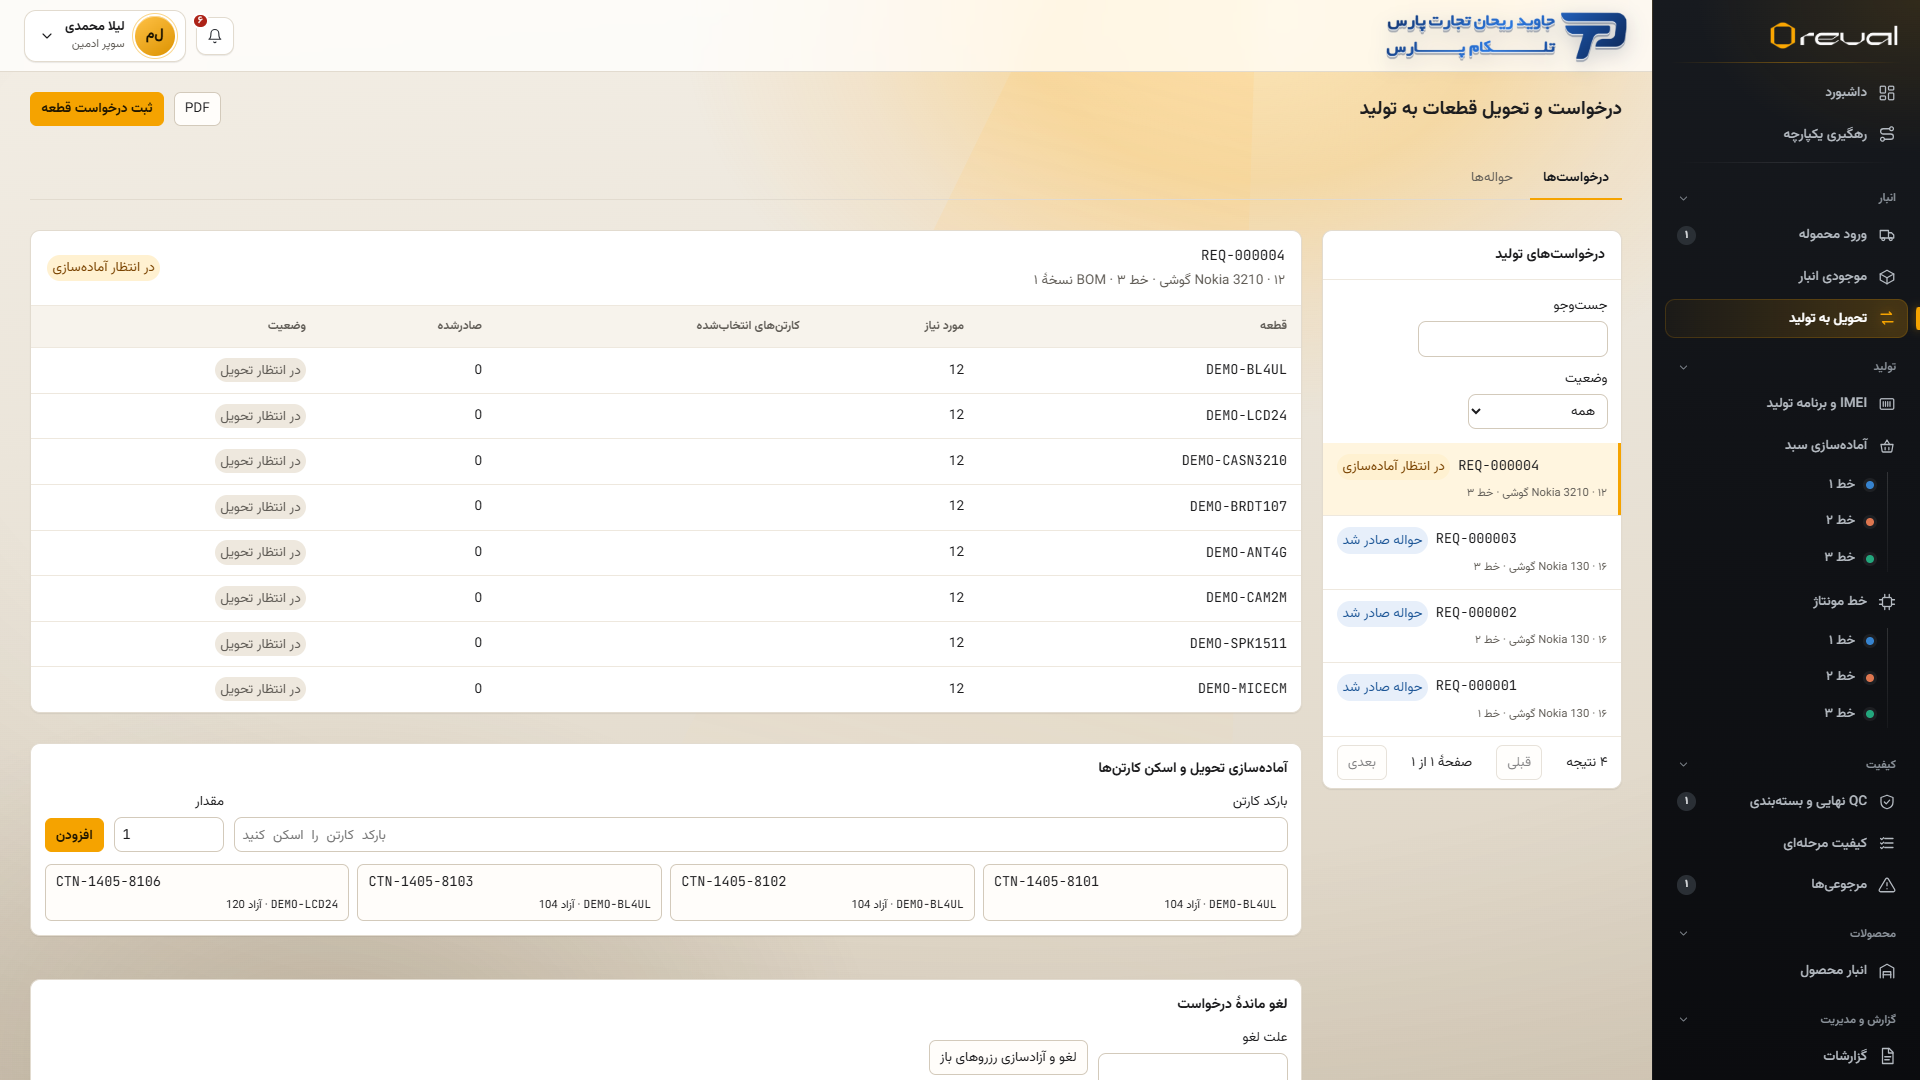 reval
داشبورد
رهگیری یکپارچه
انبار
ورود محموله ۱
موجودی انبار
تحویل به تولید
تولید
IMEI و برنامه تولید
آماده‌سازی سبد
خط ۱
خط ۲
خط ۳
خط مونتاژ
خط ۱
خط ۲
خط ۳
کیفیت
QC نهایی و بسته‌بندی ۱
کیفیت مرحله‌ای
مرجوعی‌ها ۱
محصولات
انبار محصول
گزارش و مدیریت
گزارشات
جاوید ریحان تجارت پارس
تلکام پارس
۶
لیلا محمدی
سوپر ادمین
لم
درخواست و تحویل قطعات به تولید
PDF
ثبت درخواست قطعه
درخواست‌ها
حواله‌ها
درخواست‌های تولید
جست‌وجو
وضعیت
همه
REQ-000004 در انتظار آماده‌سازی
۱۲ · Nokia 3210 گوشی · خط ۳
REQ-000003 حواله صادر شد
۱۶ · Nokia 130 گوشی · خط ۳
REQ-000002 حواله صادر شد
۱۶ · Nokia 130 گوشی · خط ۲
REQ-000001 حواله صادر شد
۱۶ · Nokia 130 گوشی · خط ۱
۴ نتیجه قبلی صفحهٔ ۱ از ۱ بعدی
REQ-000004
۱۲ · Nokia 3210 گوشی · خط ۳ · BOM نسخهٔ ۱
در انتظار آماده‌سازی
قطعه مورد نیاز کارتن‌های انتخاب‌شده صادرشده وضعیت
DEMO-BL4UL 12 0 در انتظار تحویل
DEMO-LCD24 12 0 در انتظار تحویل
DEMO-CASN3210 12 0 در انتظار تحویل
DEMO-BRDT107 12 0 در انتظار تحویل
DEMO-ANT4G 12 0 در انتظار تحویل
DEMO-CAM2M 12 0 در انتظار تحویل
DEMO-SPK1511 12 0 در انتظار تحویل
DEMO-MICECM 12 0 در انتظار تحویل
آماده‌سازی تحویل و اسکن کارتن‌ها
بارکد کارتن مقدار
بارکد کارتن را اسکن کنید 1 افزودن
CTN-1405-8101
DEMO-BL4UL · آزاد 104
CTN-1405-8102
DEMO-BL4UL · آزاد 104
CTN-1405-8103
DEMO-BL4UL · آزاد 104
CTN-1405-8106
DEMO-LCD24 · آزاد 120
لغو ماندهٔ درخواست
علت لغو
لغو و آزادسازی رزروهای باز